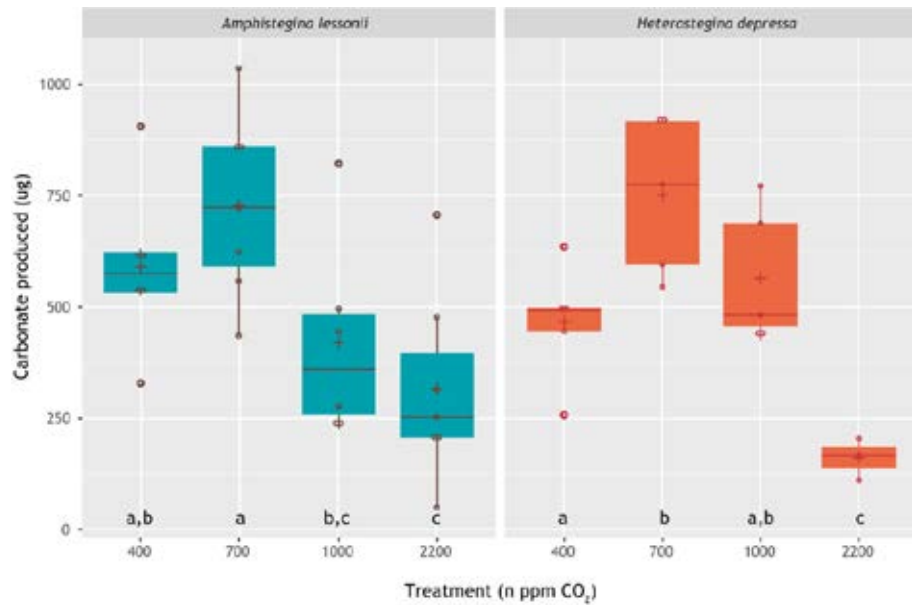 Amphistegina lessonii
Heterostegina depressa
Carbonate produced (ug)
1000
750
500
250
0
a,b
a
b,c
c
a
b
a,b
c
400
700
1000
2200
400
700
1000
2200
Treatment (n ppm CO₂)